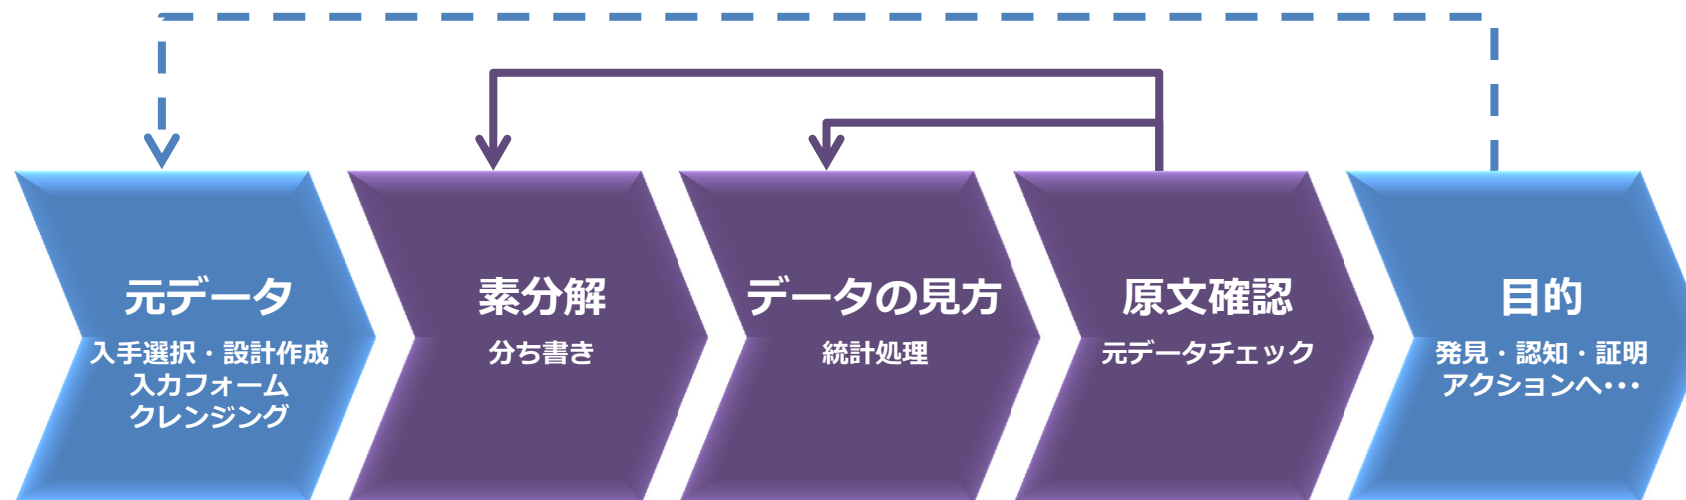 元データ
入手選択・設計作成
入力フォーム
クレンジング
素分解
分ち書き
データの見方
統計処理
原文確認
元データチェック
目的
発見・認知・証明
アクションへ･･･